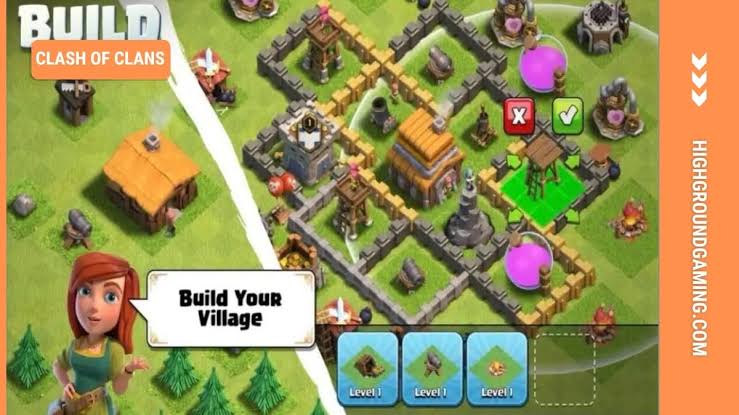 BUILD
CLASH OF CLANS
Build Your
Village
Level 1
Level 1
Level 1
HIGHGROUNDGAMING.COM